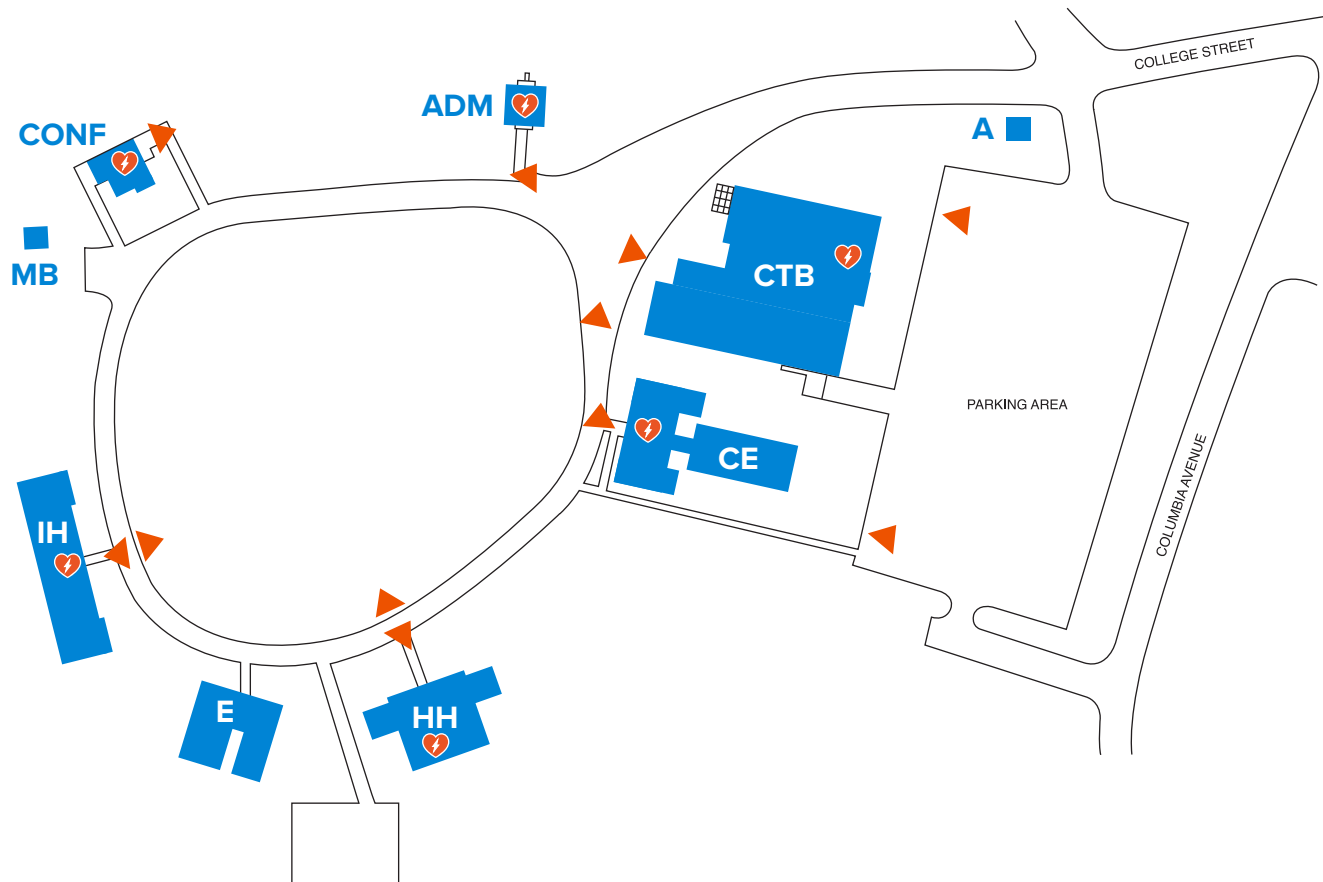 COLLEGE STREET
ADM
A
CONF
MB
CTB
PARKING AREA
CE
COLUMBIA AVENUE
IH
E
HH